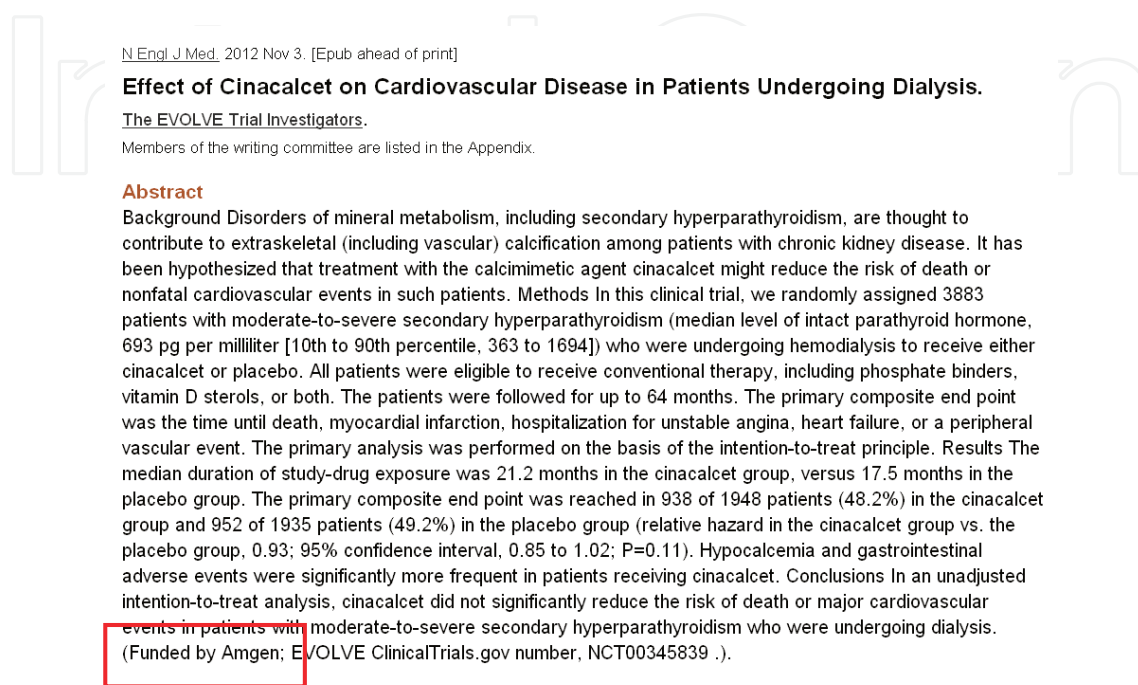 N Engl J Med. 2012 Nov 3. [Epub ahead of print]
Effect of Cinacalcet on Cardiovascular Disease in Patients Undergoing Dialysis.
The EVOLVE Trial Investigators.
Members of the writing committee are listed in the Appendix.
Abstract
Background Disorders of mineral metabolism, including secondary hyperparathyroidism, are thought to
contribute to extraskeletal (including vascular) calcification among patients with chronic kidney disease. It has
been hypothesized that treatment with the calcimimetic agent cinacalcet might reduce the risk of death or
nonfatal cardiovascular events in such patients. Methods In this clinical trial, we randomly assigned 3883
patients with moderate-to-severe secondary hyperparathyroidism (median level of intact parathyroid hormone,
693 pg per milliliter [10th to 90th percentile, 363 to 1694]) who were undergoing hemodialysis to receive either
cinacalcet or placebo. All patients were eligible to receive conventional therapy, including phosphate binders,
vitamin D sterols, or both. The patients were followed for up to 64 months. The primary composite end point
was the time until death, myocardial infarction, hospitalization for unstable angina, heart failure, or a peripheral
vascular event. The primary analysis was performed on the basis of the intention-to-treat principle. Results The
median duration of study-drug exposure was 21.2 months in the cinacalcet group, versus 17.5 months in the
placebo group. The primary composite end point was reached in 938 of 1948 patients (48.2%) in the cinacalcet
group and 952 of 1935 patients (49.2%) in the placebo group (relative hazard in the cinacalcet group vs. the
placebo group, 0.93; 95% confidence interval, 0.85 to 1.02; P=0.11). Hypocalcemia and gastrointestinal
adverse events were significantly more frequent in patients receiving cinacalcet. Conclusions In an unadjusted
intention-to-treat analysis, cinacalcet did not significantly reduce the risk of death or major cardiovascular
events in patients with moderate-to-severe secondary hyperparathyroidism who were undergoing dialysis.
(Funded by Amgen; EVOLVE ClinicalTrials.gov number, NCT00345839 .).